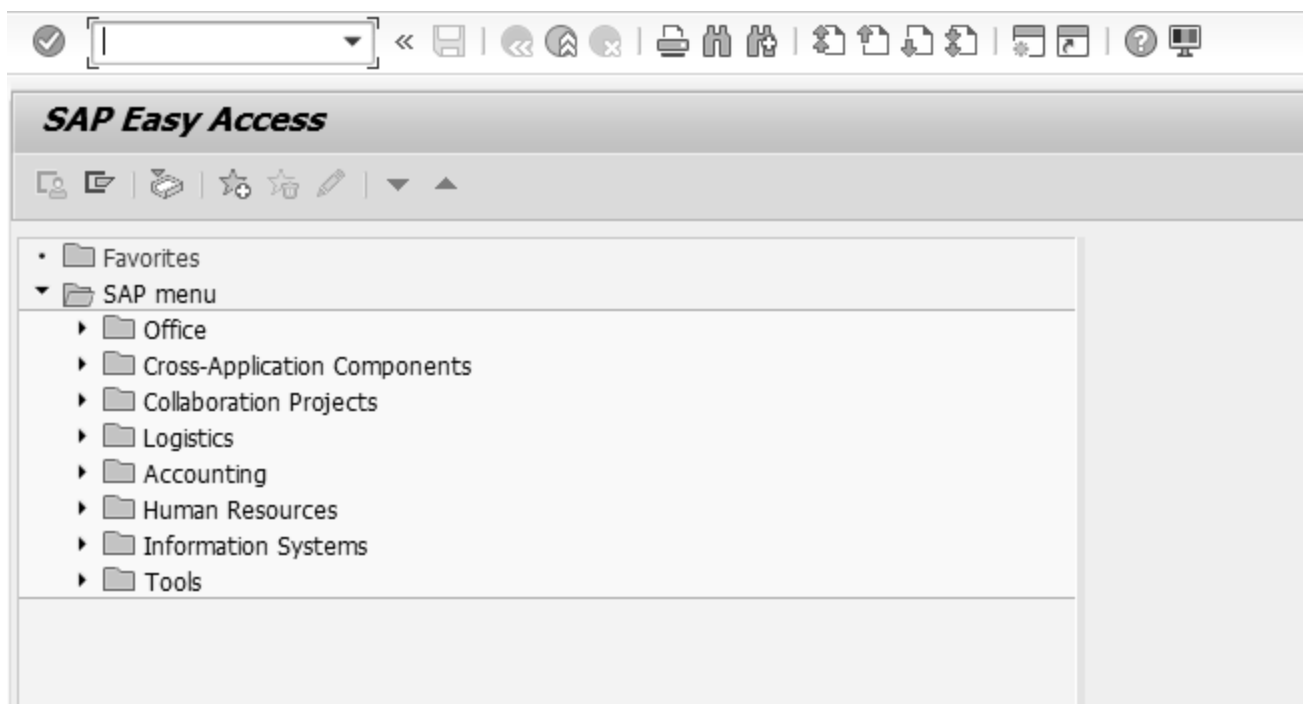 SAP Easy Access
Favorites
SAP menu
Office
Cross-Application Components
Collaboration Projects
Logistics
Accounting
Human Resources
Information Systems
Tools